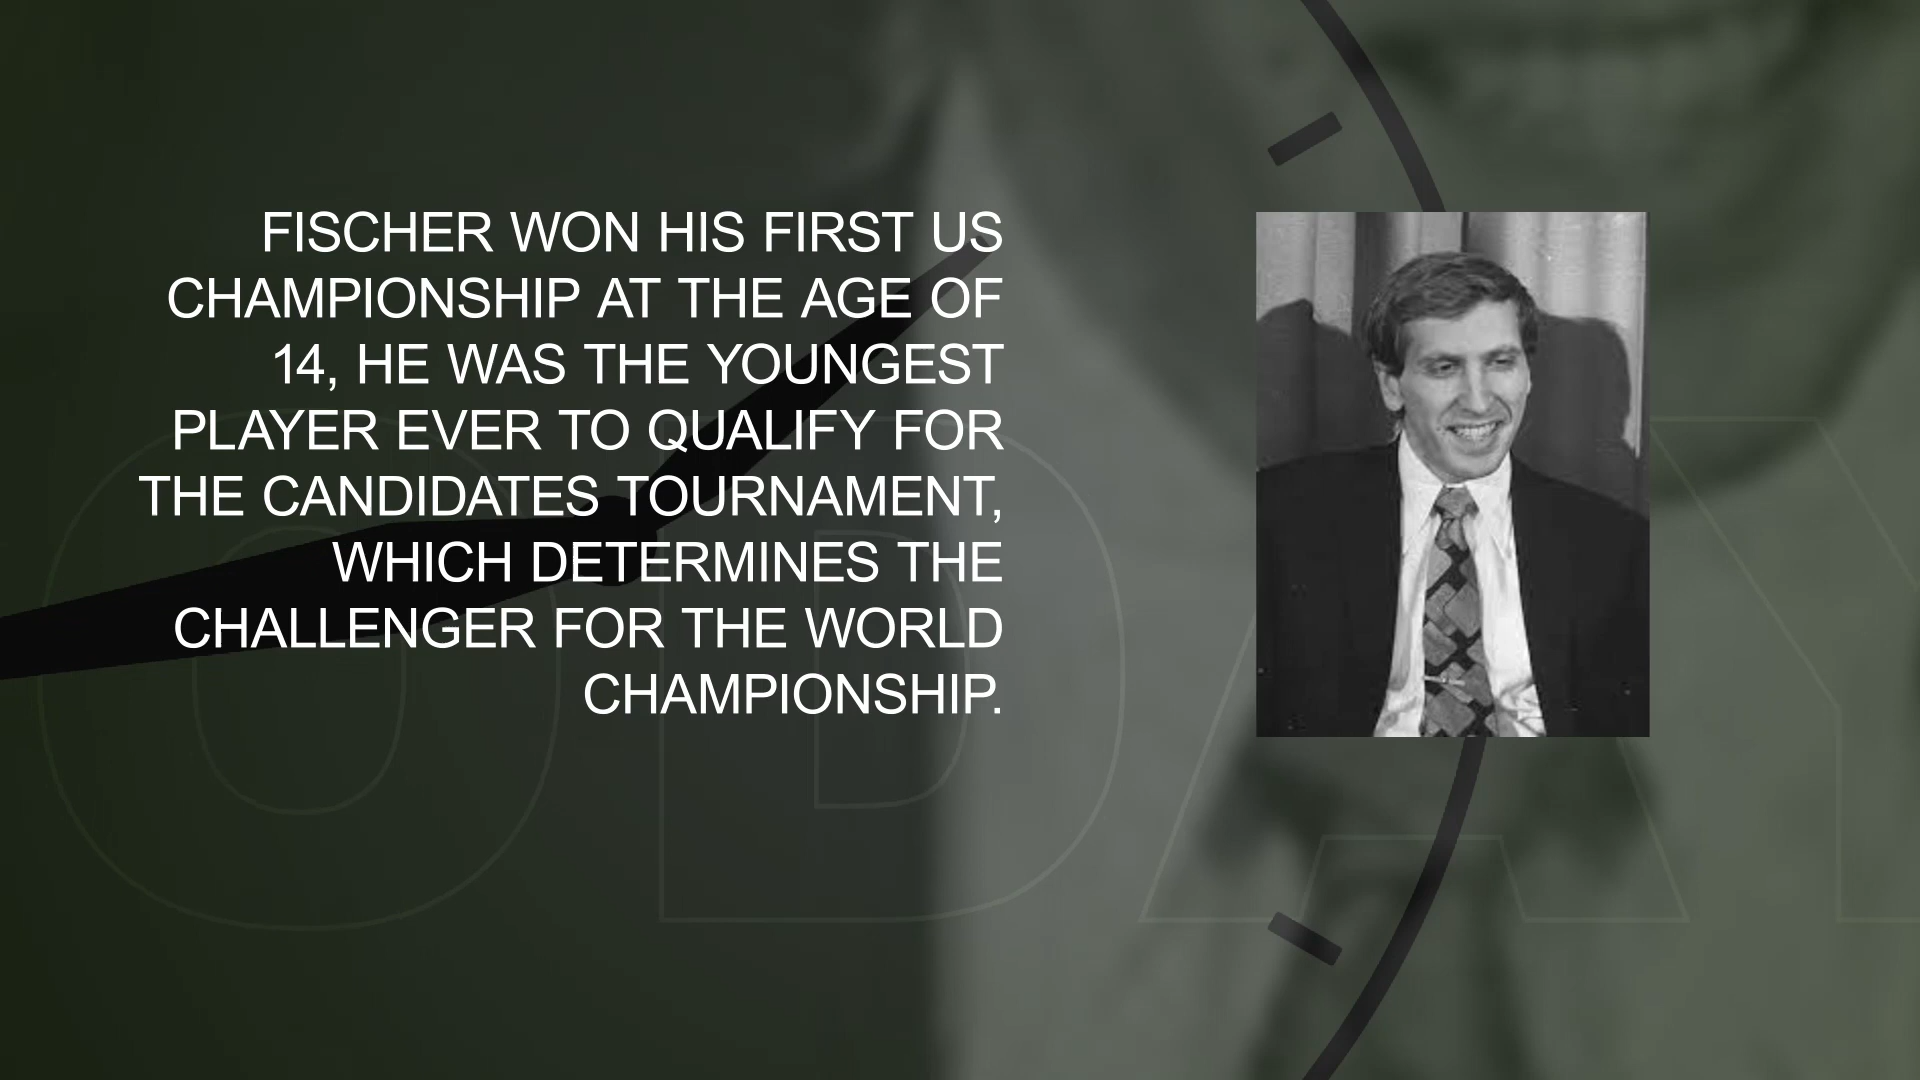 FISCHER WON HIS FIRST US
CHAMPIONSHIP AT THE AGE OF
14, HE WAS THE YOUNGEST
PLAYER EVER TO QUALIFY FOR
THE CANDIDATES TOURNAMENT,
WHICH DETERMINES THE
CHALLENGER FOR THE WORLD
CHAMPIONSHIP.
ODAY